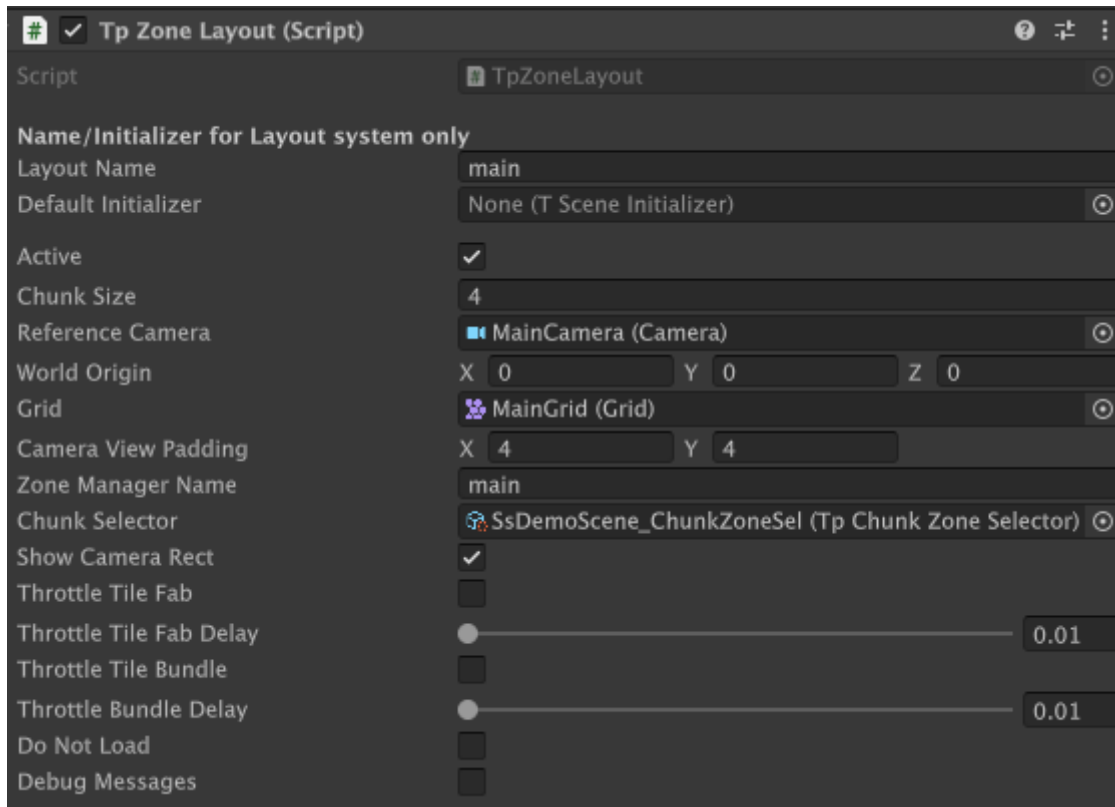 # Tp Zone Layout (Script)
Script # TpZoneLayout
Name/Initializer for Layout system only
Layout Name main
Default Initializer None (T Scene Initializer)
Active
Chunk Size 4
Reference Camera MainCamera (Camera)
World Origin X 0 Y 0 Z 0
Grid MainGrid (Grid)
Camera View Padding X 4 Y 4
Zone Manager Name main
Chunk Selector SsDemoScene_ChunkZoneSel (Tp Chunk Zone Selector)
Show Camera Rect
Throttle Tile Fab
Throttle Tile Fab Delay 0.01
Throttle Tile Bundle
Throttle Bundle Delay 0.01
Do Not Load
Debug Messages